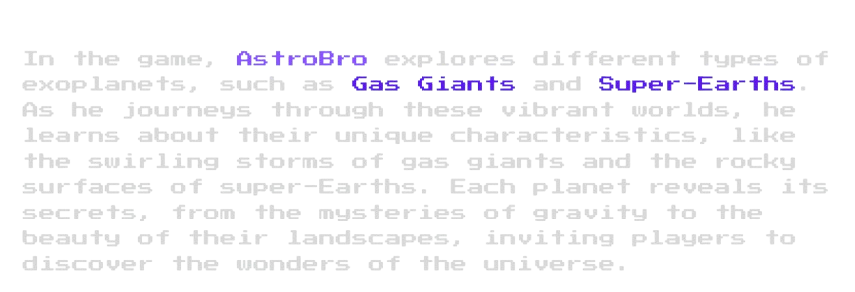 In the game, AstroBro explores different types of
exoplanets, such as Gas Giants and Super-Earths.
As he journeys through these vibrant worlds, he
learns about their unique characteristics, like
the swirling storms of gas giants and the rocky
surfaces of super-Earths. Each planet reveals its
secrets, from the mysteries of gravity to the
beauty of their landscapes, inviting players to
discover the wonders of the universe.